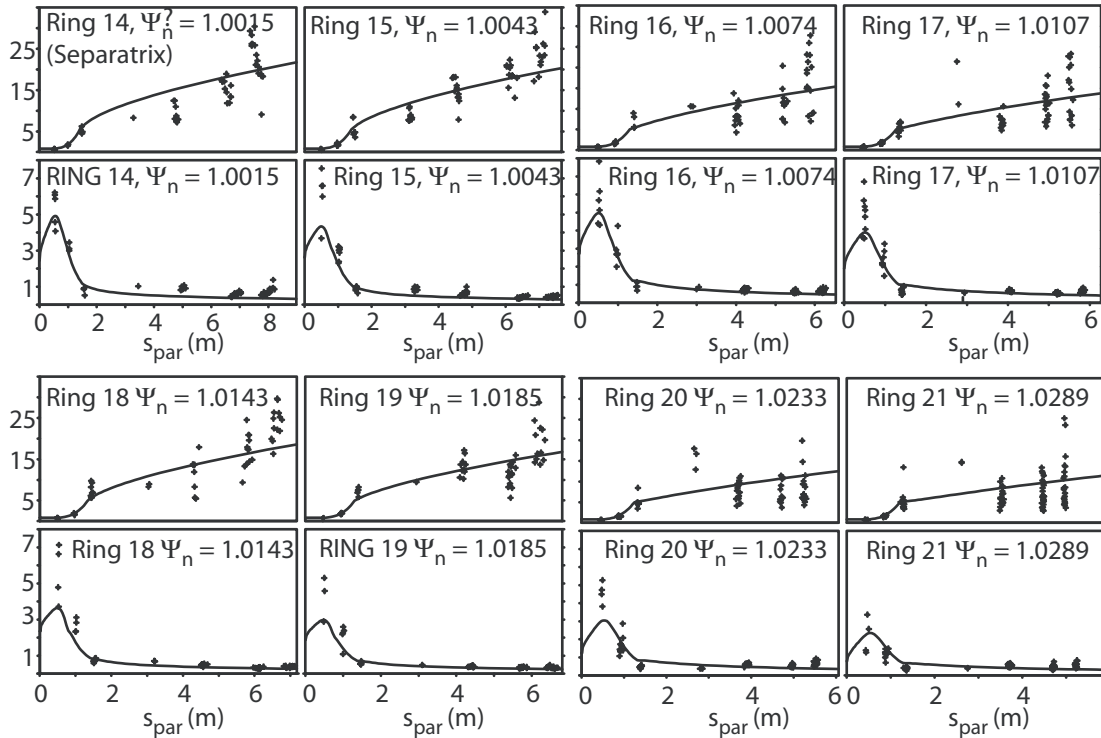 Ring 14, Ψ?n = 1.0015
(Separatrix)
Ring 15, Ψn = 1.0043
Ring 16, Ψn = 1.0074
Ring 17, Ψn = 1.0107
25
15
5
RING 14, Ψn = 1.0015
Ring 15, Ψn = 1.0043
Ring 16, Ψn = 1.0074
Ring 17, Ψn = 1.0107
7
5
3
1
0 2 4 6 8
0 2 4 6
0 2 4 6
0 2 4 6
spar (m)
spar (m)
spar (m)
spar (m)
Ring 18 Ψn = 1.0143
Ring 19 Ψn = 1.0185
Ring 20 Ψn = 1.0233
Ring 21 Ψn = 1.0289
25
15
5
Ring 18 Ψn = 1.0143
RING 19 Ψn = 1.0185
Ring 20 Ψn = 1.0233
Ring 21 Ψn = 1.0289
7
5
3
1
0 2 4 6
0 2 4 6
0 2 4
0 2 4
spar (m)
spar (m)
spar (m)
spar (m)